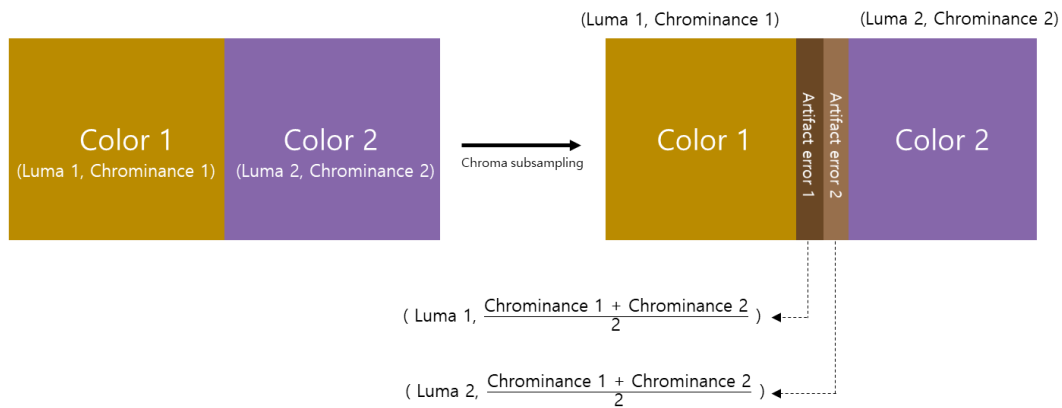 (Luma 1, Chrominance 1)
(Luma 2, Chrominance 2)
Color 1
(Luma 1, Chrominance 1)
Color 2
(Luma 2, Chrominance 2)
Chroma subsampling
Color 1
Artifact error 1
Artifact error 2
Color 2
( Luma 1, Chrominance 1 + Chrominance 2 / 2 )
( Luma 2, Chrominance 1 + Chrominance 2 / 2 )